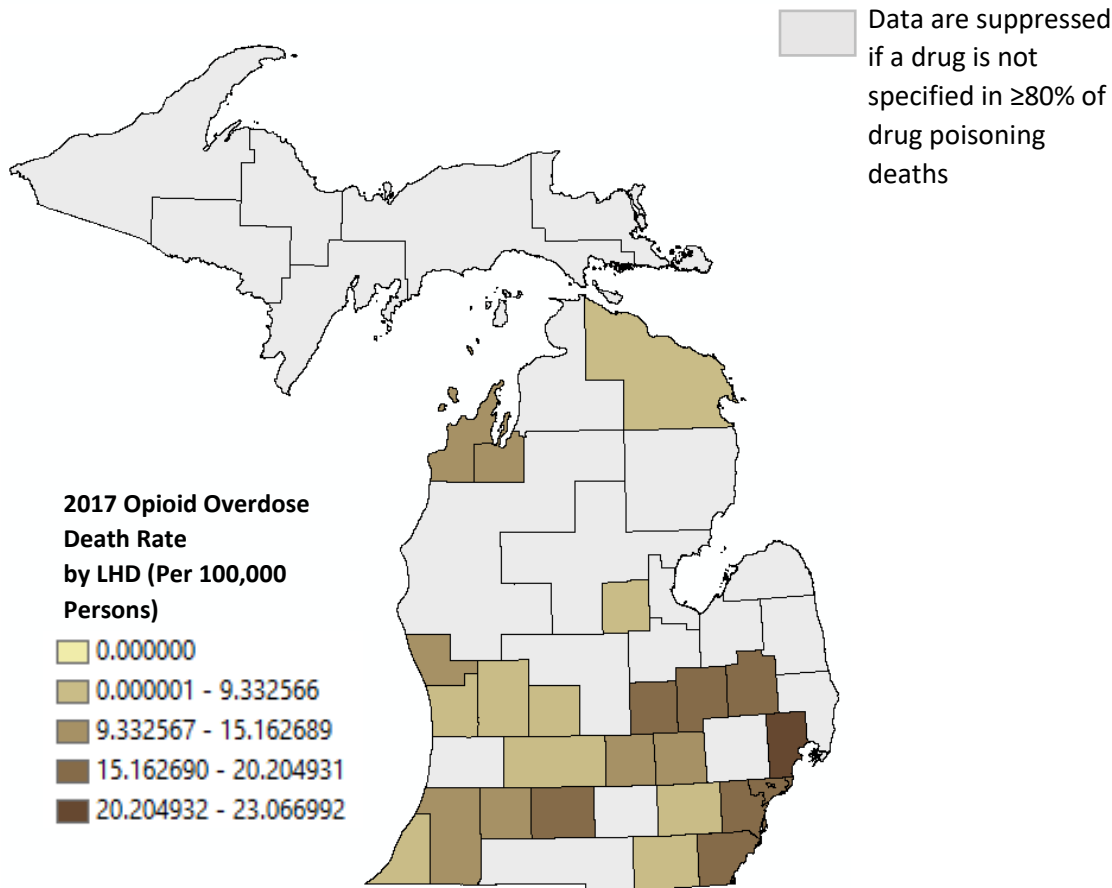 Data are suppressed
if a drug is not
specified in ≥80% of
drug poisoning
deaths
2017 Opioid Overdose
Death Rate
by LHD (Per 100,000
Persons)
0.000000
0.000001 - 9.332566
9.332567 - 15.162689
15.162690 - 20.204931
20.204932 - 23.066992